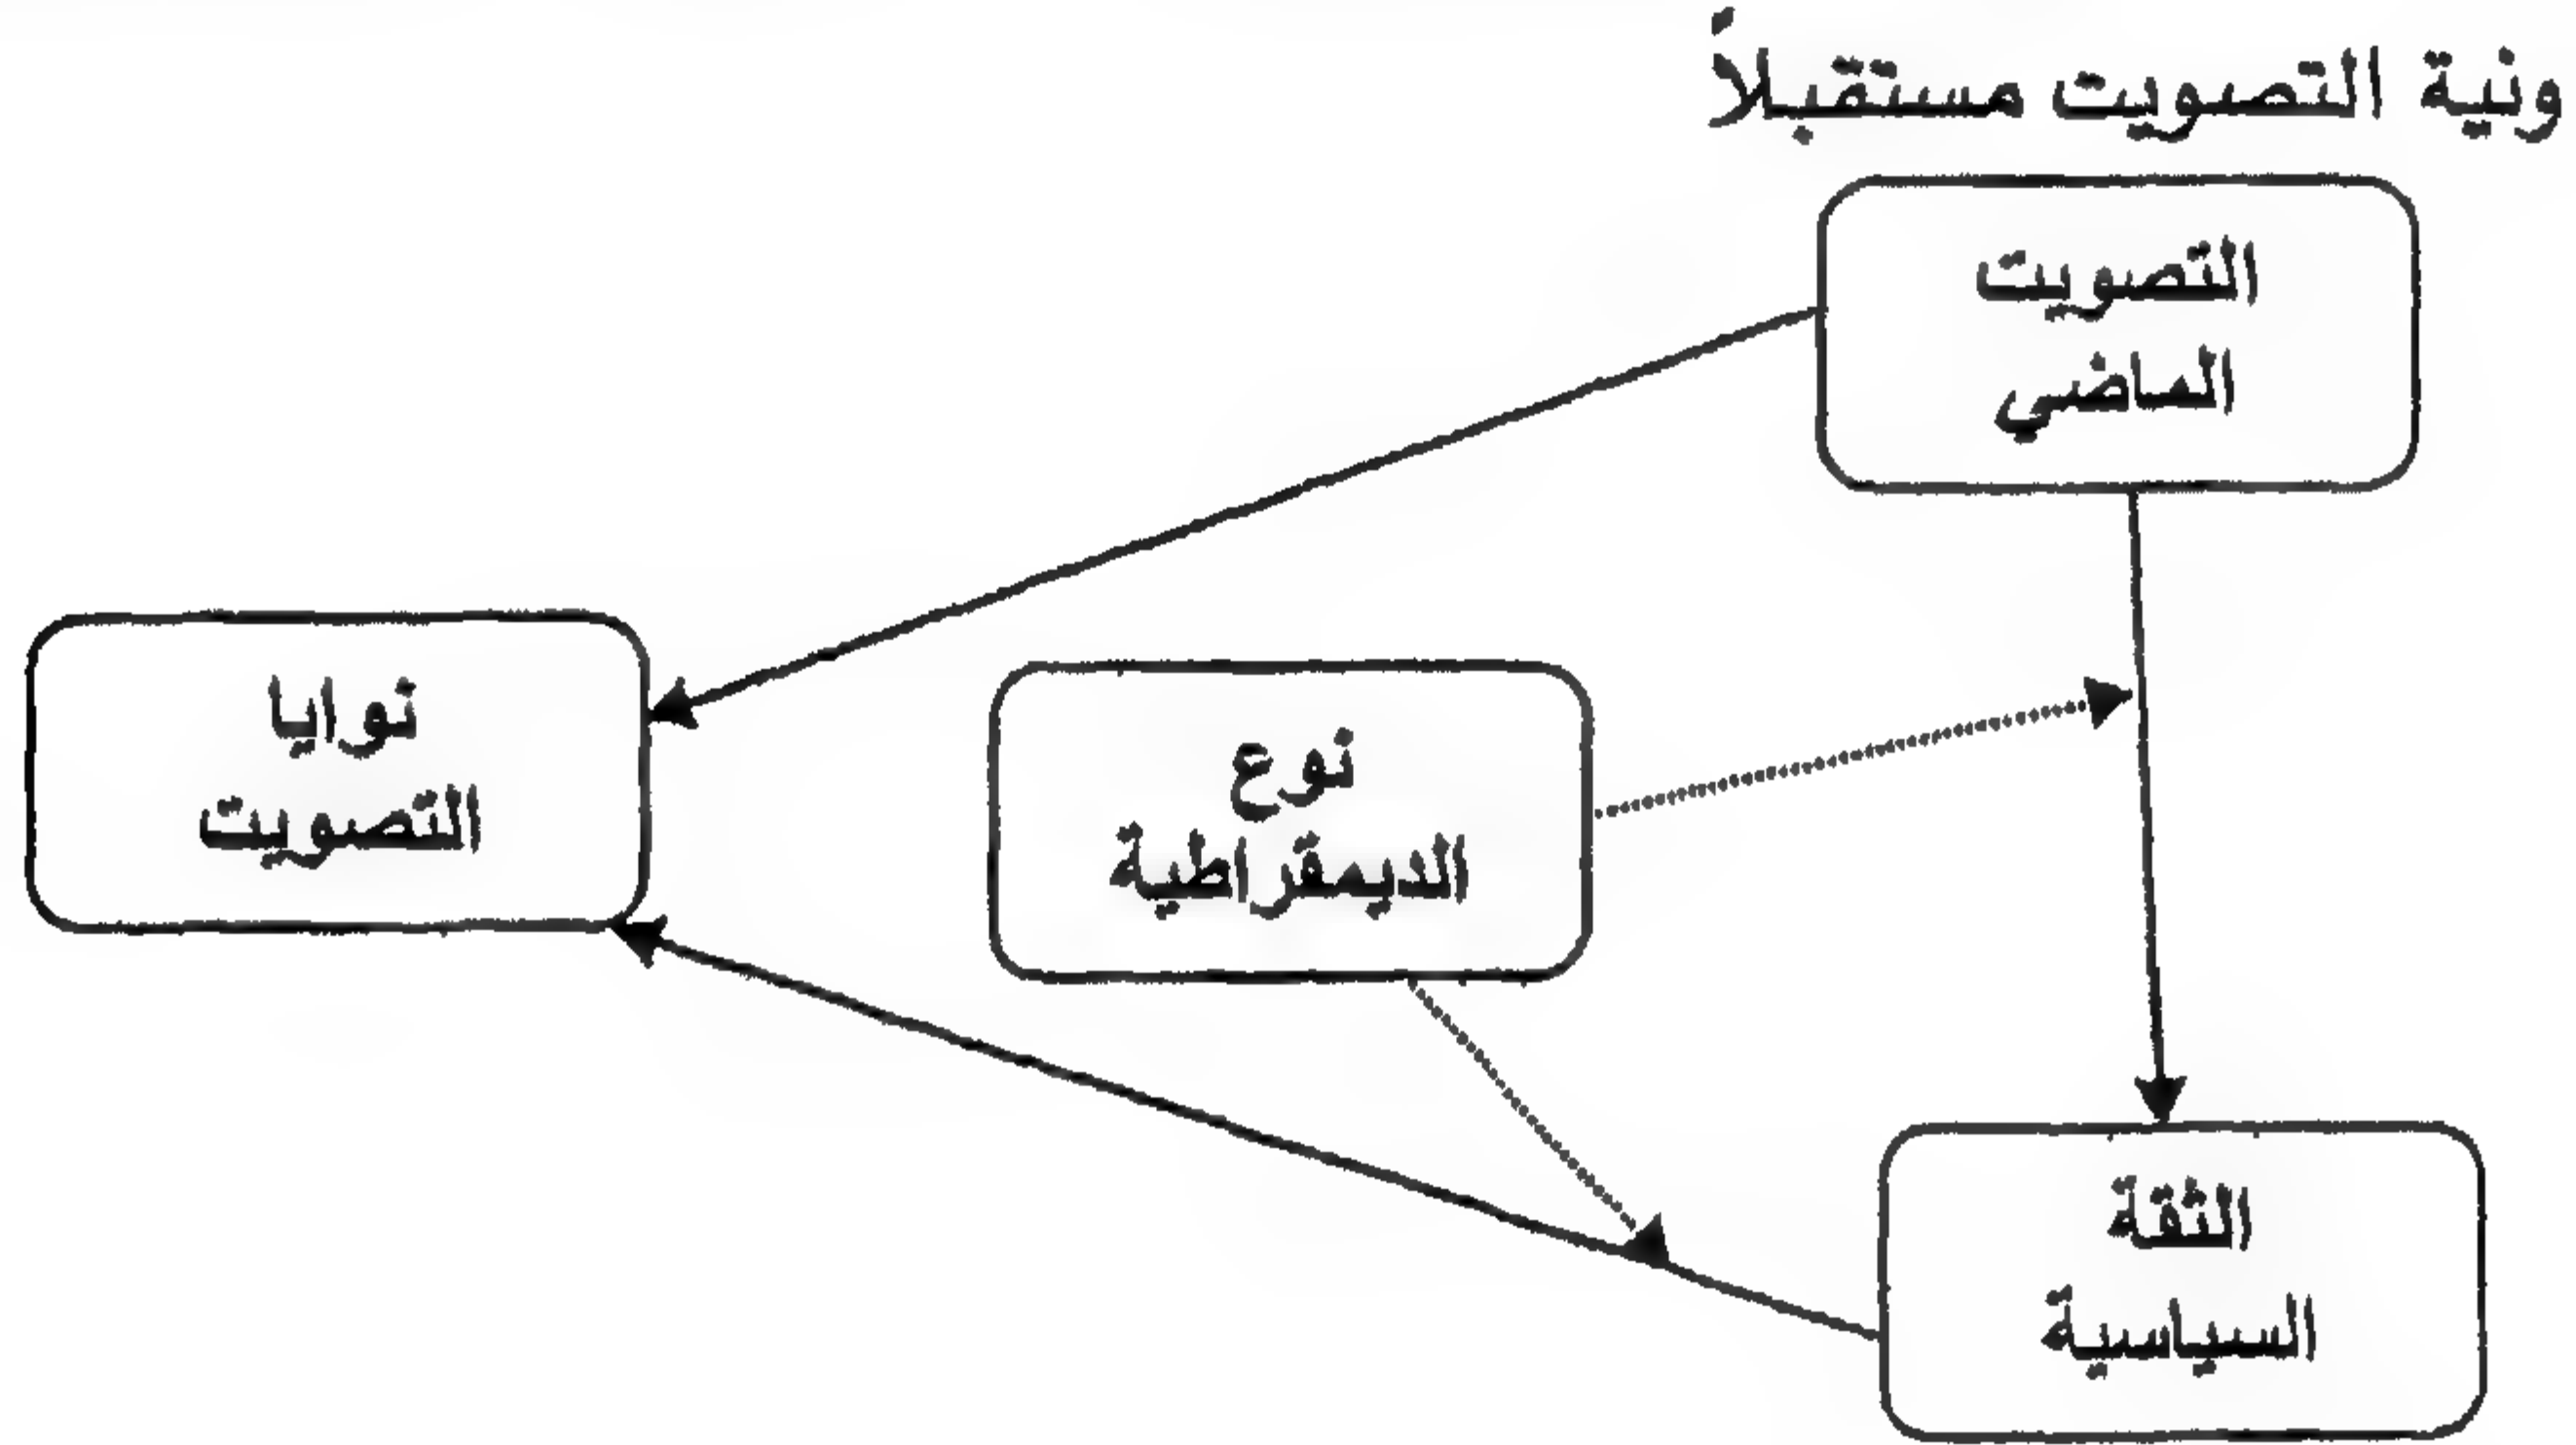 ونية التصويت مستقبلاً
التصويت
الماضي
نوايا
التصويت
نوع
الديمقراطية
الثقة
السياسية